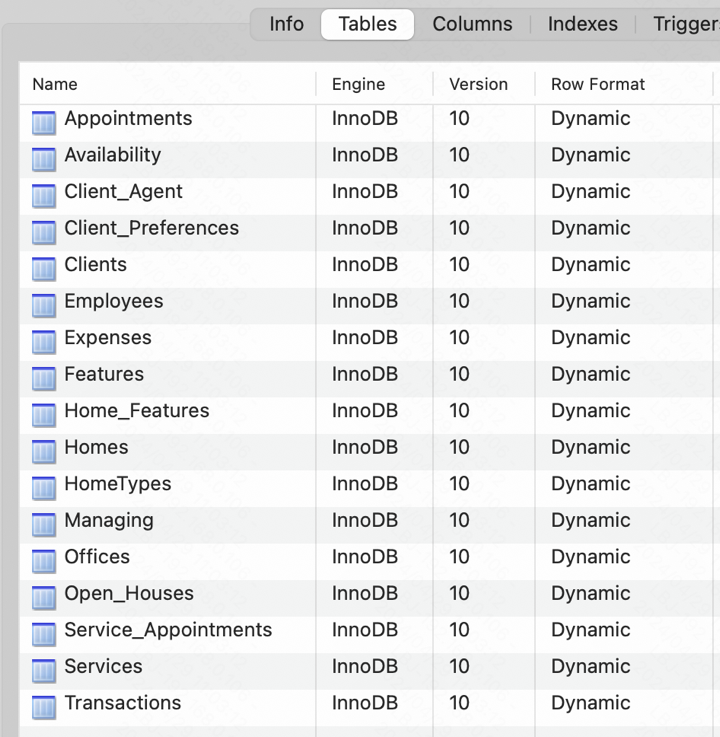 Info Tables Columns Indexes Trigger
Name Engine Version Row Format
Appointments InnoDB 10 Dynamic
Availability InnoDB 10 Dynamic
Client_Agent InnoDB 10 Dynamic
Client_Preferences InnoDB 10 Dynamic
Clients InnoDB 10 Dynamic
Employees InnoDB 10 Dynamic
Expenses InnoDB 10 Dynamic
Features InnoDB 10 Dynamic
Home_Features InnoDB 10 Dynamic
Homes InnoDB 10 Dynamic
HomeTypes InnoDB 10 Dynamic
Managing InnoDB 10 Dynamic
Offices InnoDB 10 Dynamic
Open_Houses InnoDB 10 Dynamic
Service_Appointments InnoDB 10 Dynamic
Services InnoDB 10 Dynamic
Transactions InnoDB 10 Dynamic